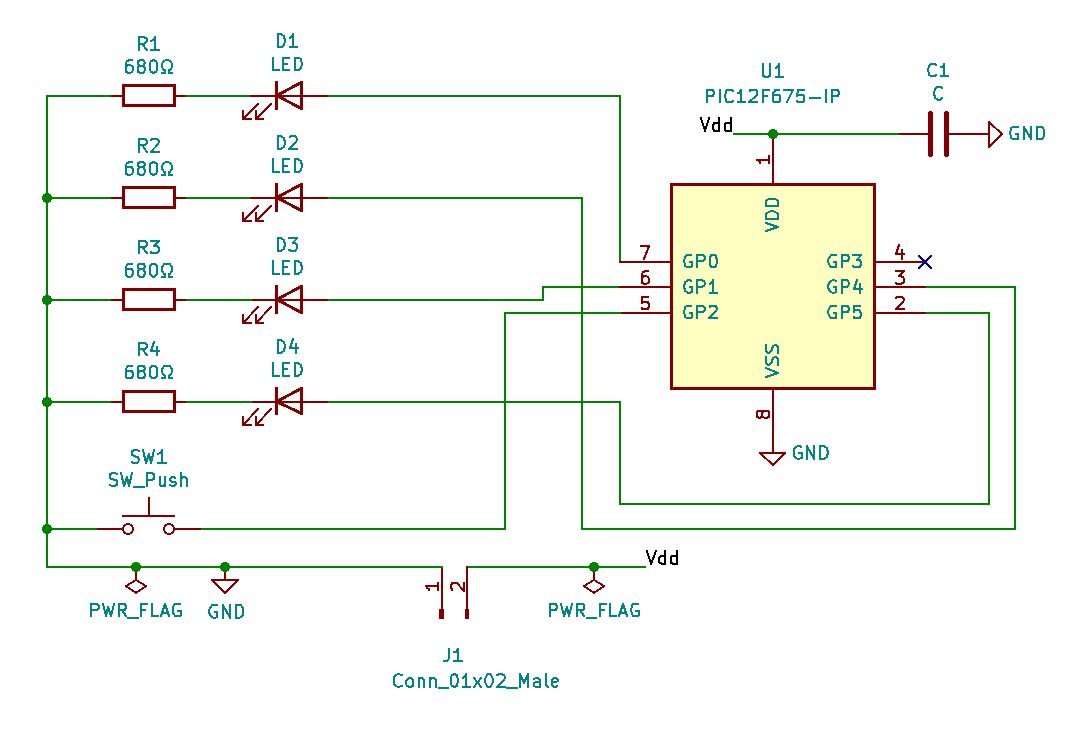 R1
680Ω
D1
LED
R2
680Ω
D2
LED
R3
680Ω
D3
LED
R4
680Ω
D4
LED
SW1
SW_Push
U1
PIC12F675-IP
C1
C
Vdd
GND
1
VDD
7
GP0
GP3
4
6
GP1
GP4
3
5
GP2
GP5
2
VSS
8
GND
Vdd
1
2
PWR_FLAG
GND
PWR_FLAG
J1
Conn_01x02_Male